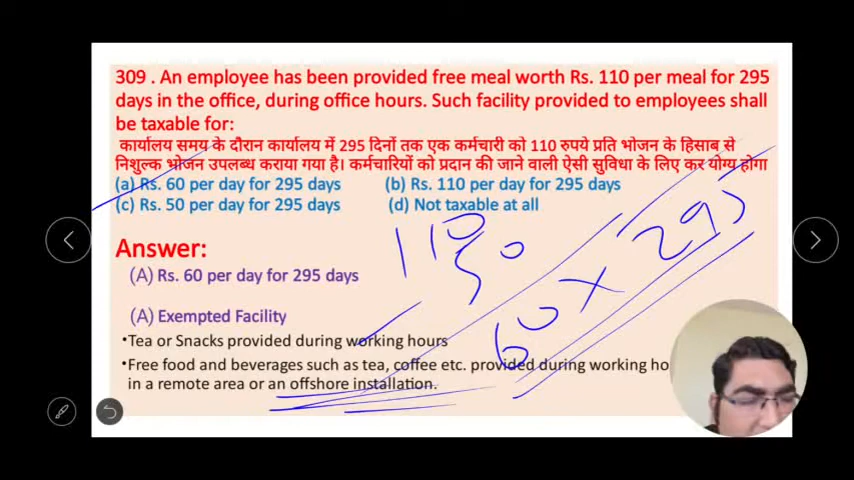 309 . An employee has been provided free meal worth Rs. 110 per meal for 295
days in the office, during office hours. Such facility provided to employees shall
be taxable for:
कार्यालय समय के दौरान कार्यालय में 295 दिनों तक एक कर्मचारी को 110 रुपये प्रति भोजन के हिसाब से
निशुल्क भोजन उपलब्ध कराया गया है। कर्मचारियों को प्रदान की जाने वाली ऐसी सुविधा के लिए कर योग्य होगा
(a) Rs. 60 per day for 295 days (b) Rs. 110 per day for 295 days
(c) Rs. 50 per day for 295 days (d) Not taxable at all
110
50
60 x 295
Answer:
(A) Rs. 60 per day for 295 days
(A) Exempted Facility
•Tea or Snacks provided during working hours
•Free food and beverages such as tea, coffee etc. provided during working ho
in a remote area or an offshore installation.